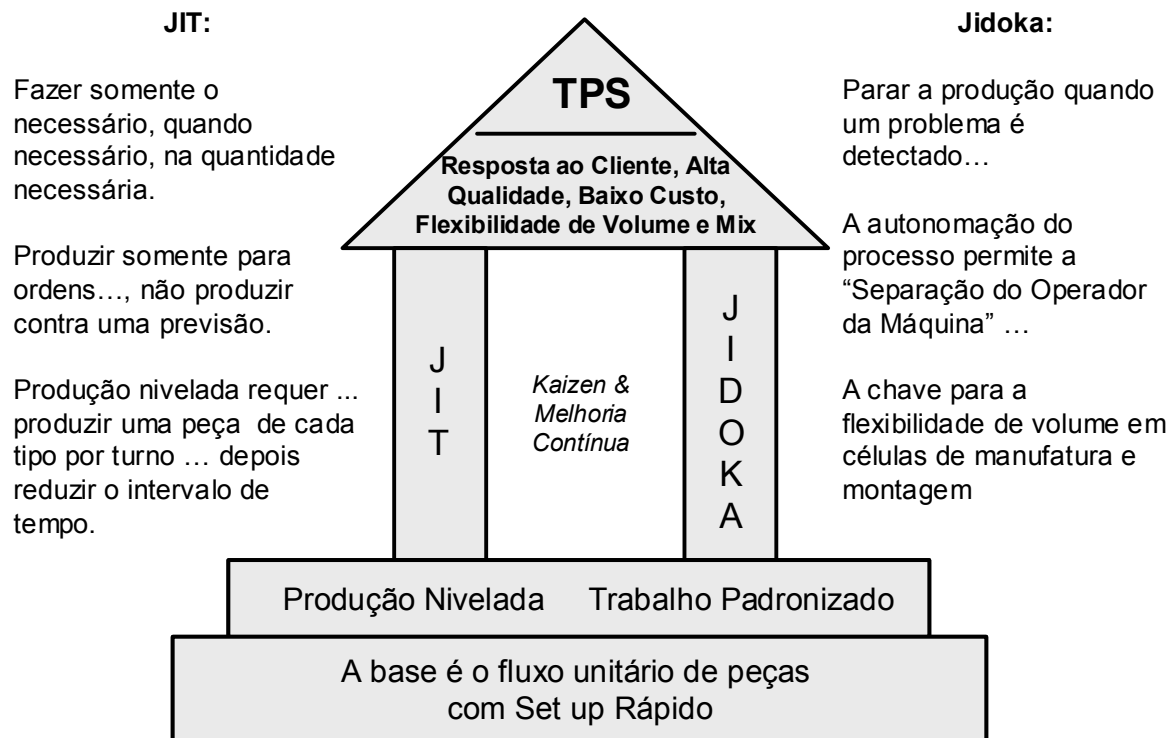 JIT:
Fazer somente o
necessário, quando
necessário, na quantidade
necessária.
Produzir somente para
ordens…, não produzir
contra uma previsão.
Produção nivelada requer ...
produzir uma peça  de cada
tipo por turno … depois
reduzir o intervalo de
tempo.
TPS
Resposta ao Cliente, Alta
Qualidade, Baixo Custo,
Flexibilidade de Volume e Mix
J
I
T
Kaizen &
Melhoria
Contínua
J
I
D
O
K
A
Jidoka:
Parar a produção quando
um problema é
detectado…
A autonomação do
processo permite a
“Separação do Operador
da Máquina” …
A chave para a
flexibilidade de volume em
células de manufatura e
montagem
Produção Nivelada Trabalho Padronizado
A base é o fluxo unitário de peças
com Set up Rápido